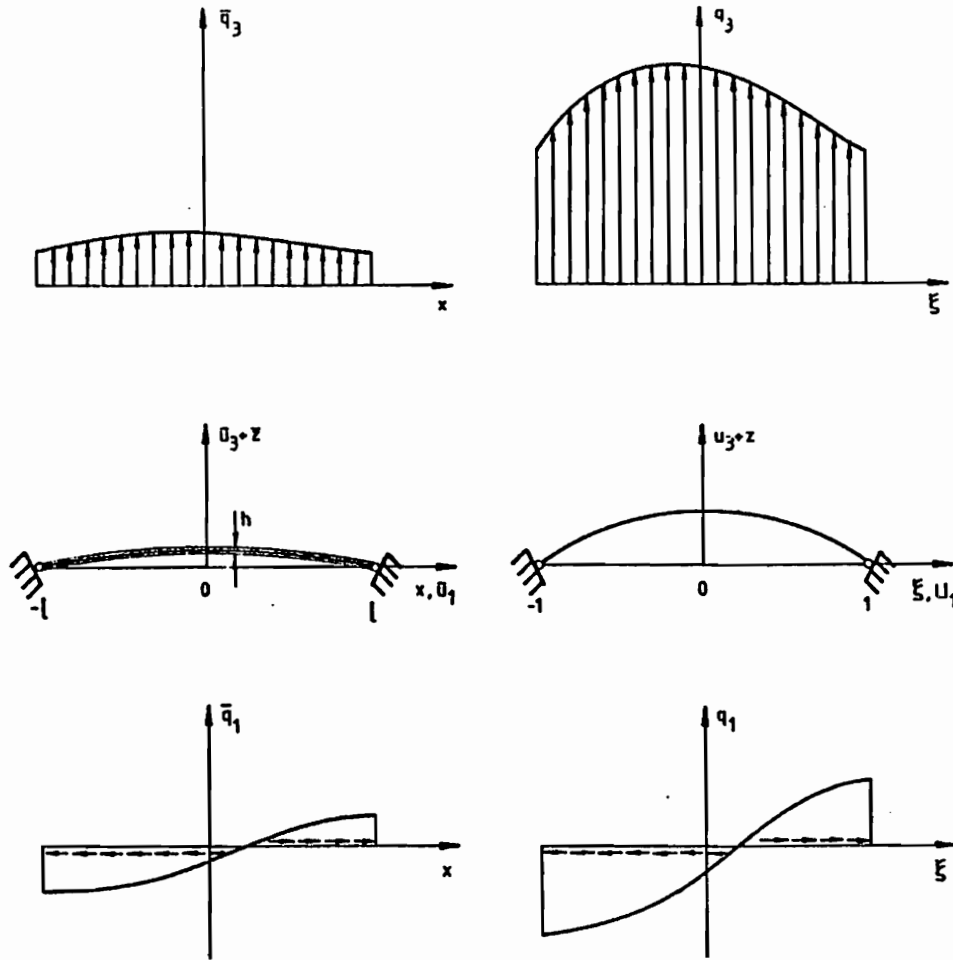 q̄₃
q₃
x
ξ
ū₃+z̄
u₃+z
h
-l
0
l
x, ū₁
-1
0
1
ξ, u₁
q̄₁
q₁
x
ξ